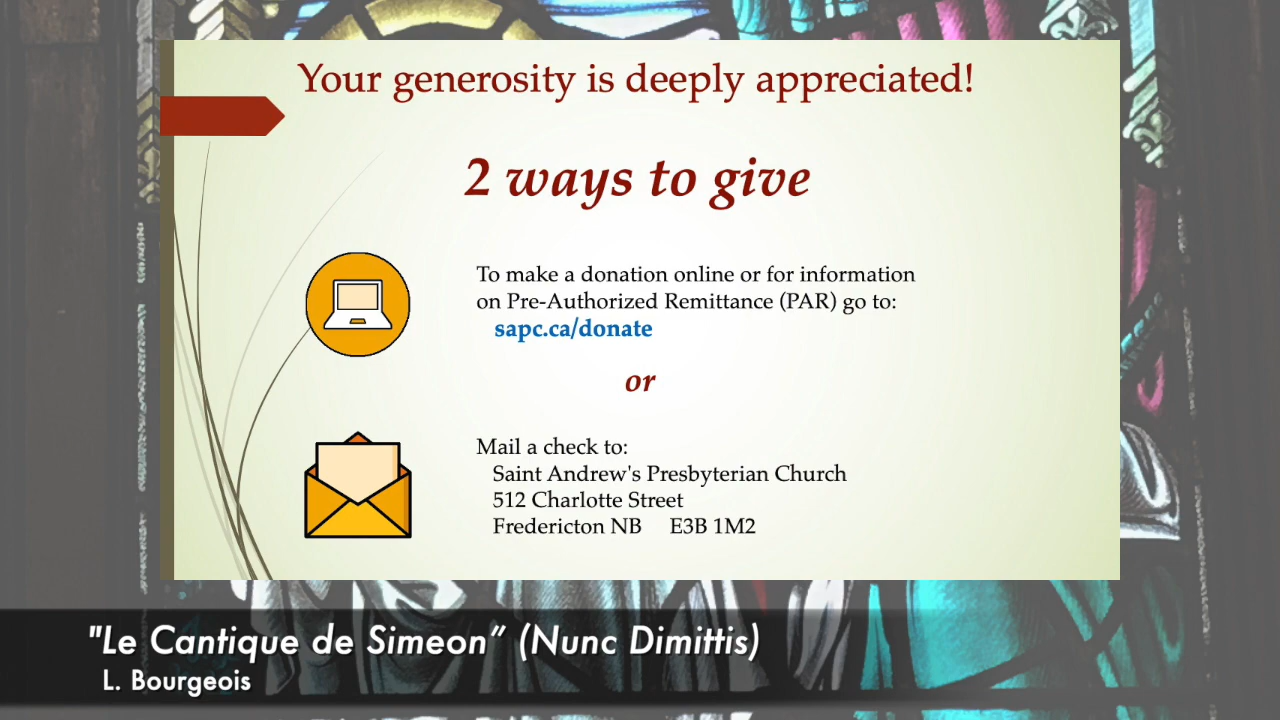 Your generosity is deeply appreciated!
2 ways to give
To make a donation online or for information
on Pre-Authorized Remittance (PAR) go to:
sapc.ca/donate
or
Mail a check to:
Saint Andrew's Presbyterian Church
512 Charlotte Street
Fredericton NB E3B 1M2
"Le Cantique de Simeon” (Nunc Dimittis)
L. Bourgeois